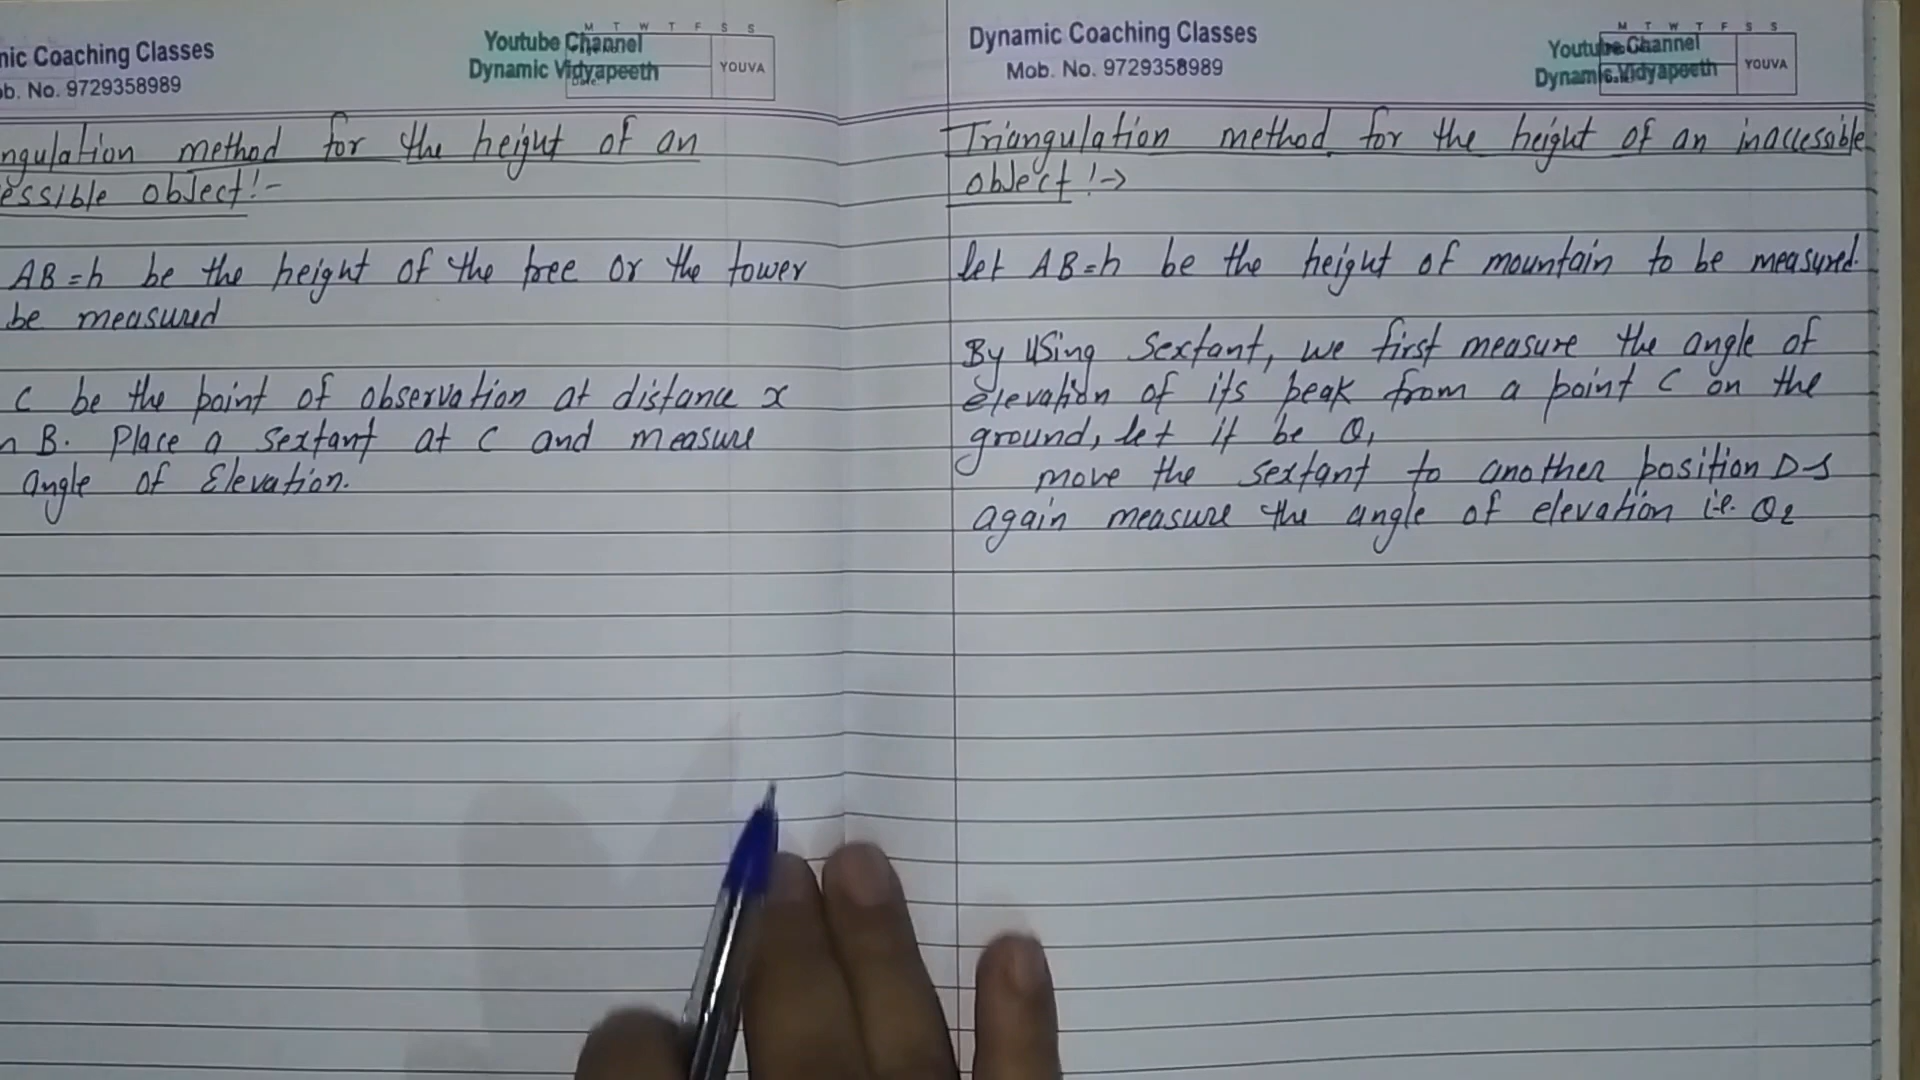 nic Coaching Classes
ob. No. 9729358989
Youtube Channel
Dynamic Vidyapeeth
M T W T F S S
YOUVA
ngulation method for the height of an
essible object!-
AB=h be the height of the tree or the tower
be measured
C be the point of observation at distance x
n B. Place a sextant at C and measure
angle of Elevation.
Dynamic Coaching Classes
Mob. No. 9729358989
Youtube Channel
Dynamic Vidyapeeth
M T W T F S S
YOUVA
Triangulation method for the height of an inaccessible
object!→
let AB=h be the height of mountain to be measured.
By using Sextant, we first measure the angle of
elevation of its peak from a point C on the
ground, let it be θ₁
move the sextant to another position D &
again measure the angle of elevation i.e. θ₂